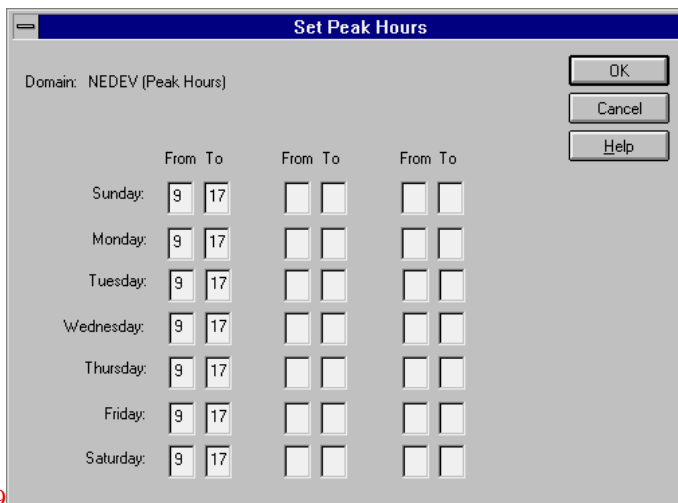 Set Peak Hours
Domain: NEDEV (Peak Hours)
OK
Cancel
Help
From To From To From To
Sunday: 9 17
Monday: 9 17
Tuesday: 9 17
Wednesday: 9 17
Thursday: 9 17
Friday: 9 17
Saturday: 9 17
9